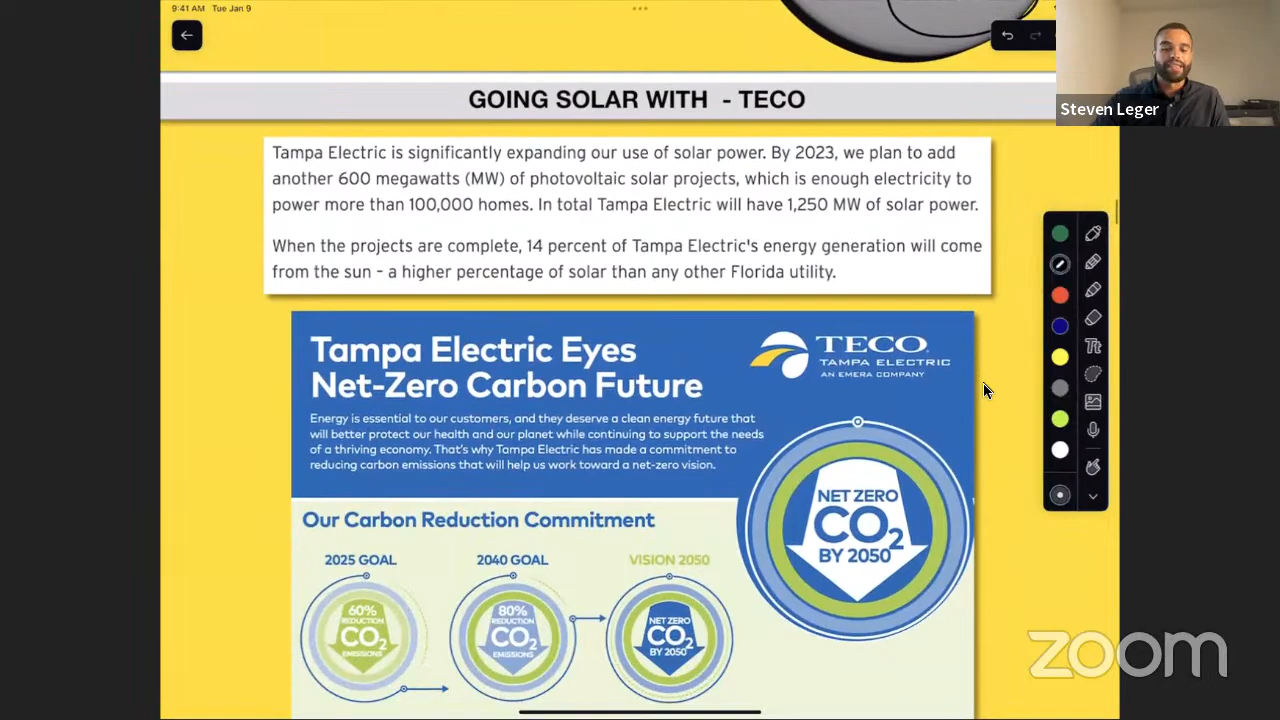 9:41 AM Tue Jan 9
Steven Leger
GOING SOLAR WITH - TECO
Tampa Electric is significantly expanding our use of solar power. By 2023, we plan to add
another 600 megawatts (MW) of photovoltaic solar projects, which is enough electricity to
power more than 100,000 homes. In total Tampa Electric will have 1,250 MW of solar power.
When the projects are complete, 14 percent of Tampa Electric's energy generation will come
from the sun – a higher percentage of solar than any other Florida utility.
Tampa Electric Eyes
Net-Zero Carbon Future
TECO
TAMPA ELECTRIC
AN EMERA COMPANY
Energy is essential to our customers, and they deserve a clean energy future that
will better protect our health and our planet while continuing to support the needs
of a thriving economy. That's why Tampa Electric has made a commitment to
reducing carbon emissions that will help us work toward a net-zero vision.
NET ZERO
CO2
BY 2050
Our Carbon Reduction Commitment
2025 GOAL
60%
REDUCTION
CO2
EMISSIONS
2040 GOAL
80%
REDUCTION
CO2
EMISSIONS
VISION 2050
NET ZERO
CO2
BY 2050
Tt
zoom